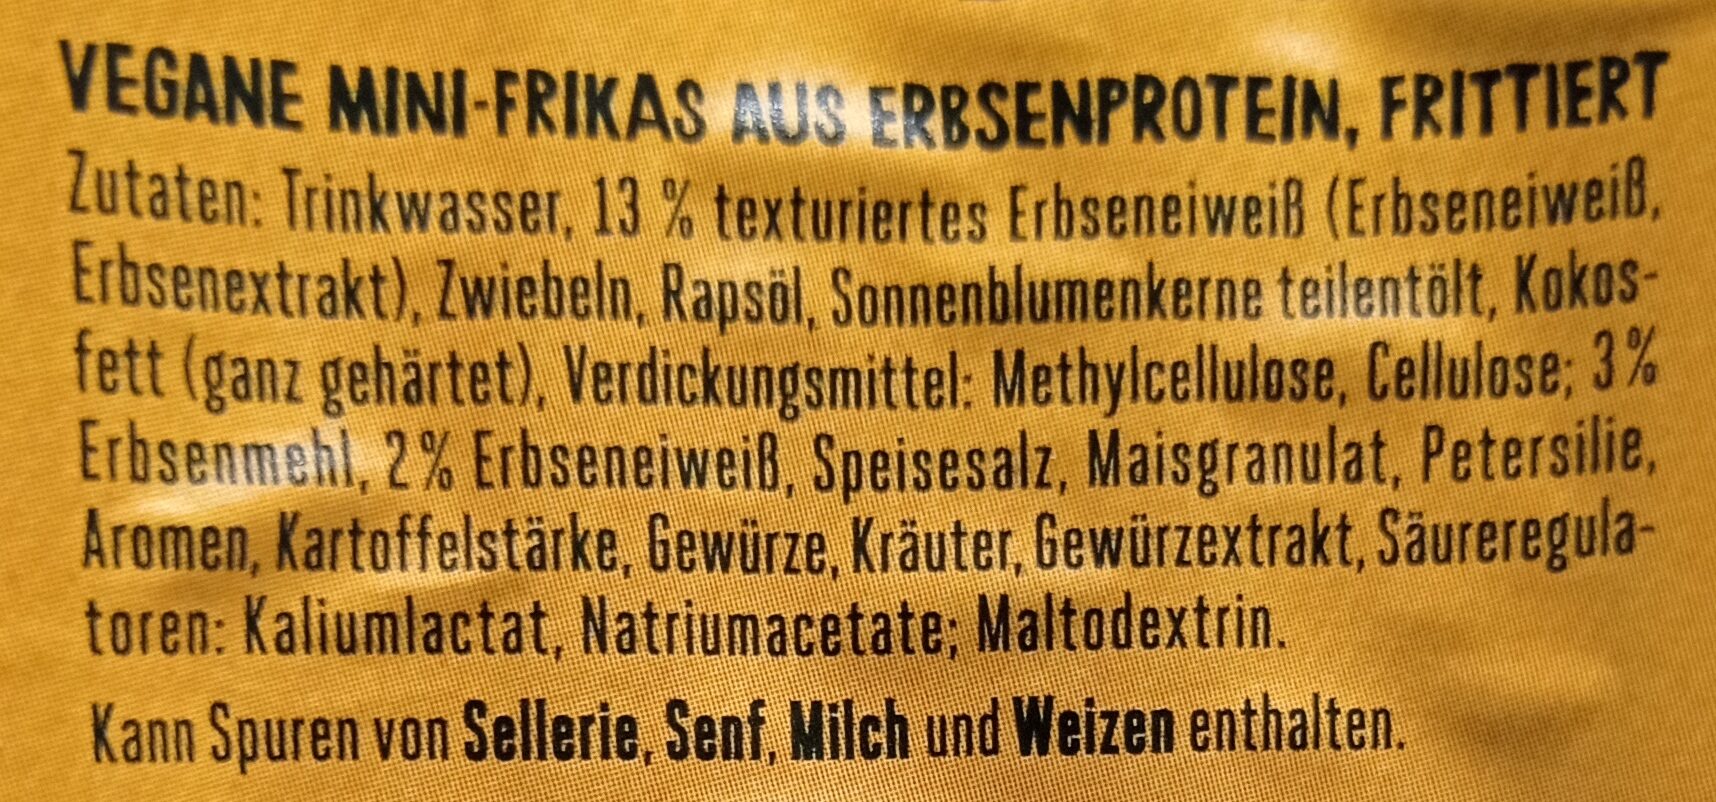 VEGANE MINI-FRIKAS AUS ERBSENPROTEIN, FRITTIERT
Zutaten: Trinkwasser, 13 % texturiertes Erbseneiweiß (Erbseneiweiß,
Erbsenextrakt), Zwiebeln, Rapsöl, Sonnenblumenkerne teilentölt, Kokos-
fett (ganz gehärtet), Verdickungsmittel: Methylcellulose, Cellulose; 3 %
Erbsenmehl, 2 % Erbseneiweiß, Speisesalz, Maisgranulat, Petersilie,
Aromen, Kartoffelstärke, Gewürze, Kräuter, Gewürzextrakt, Säureregula-
toren: Kaliumlactat, Natriumacetate; Maltodextrin.
Kann Spuren von Sellerie, Senf, Milch und Weizen enthalten.